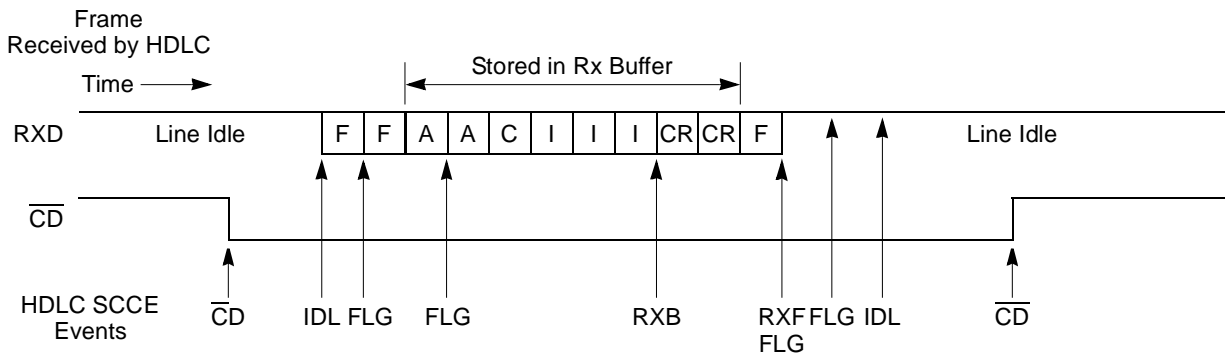 Frame
Received by HDLC
Time
Stored in Rx Buffer
RXD
Line Idle
F F A A C I I I CR CR F
Line Idle
CD
HDLC SCCE
Events
CD
IDL FLG
FLG
RXB
RXF FLG IDL
FLG
CD